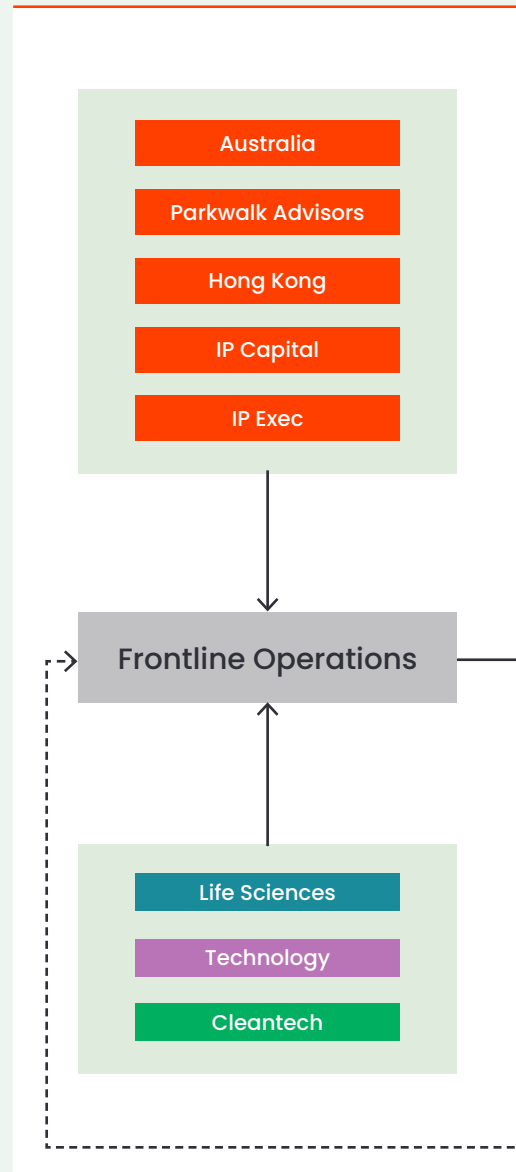 Australia
Parkwalk Advisors
Hong Kong
IP Capital
IP Exec
Frontline Operations
Life Sciences
Technology
Cleantech